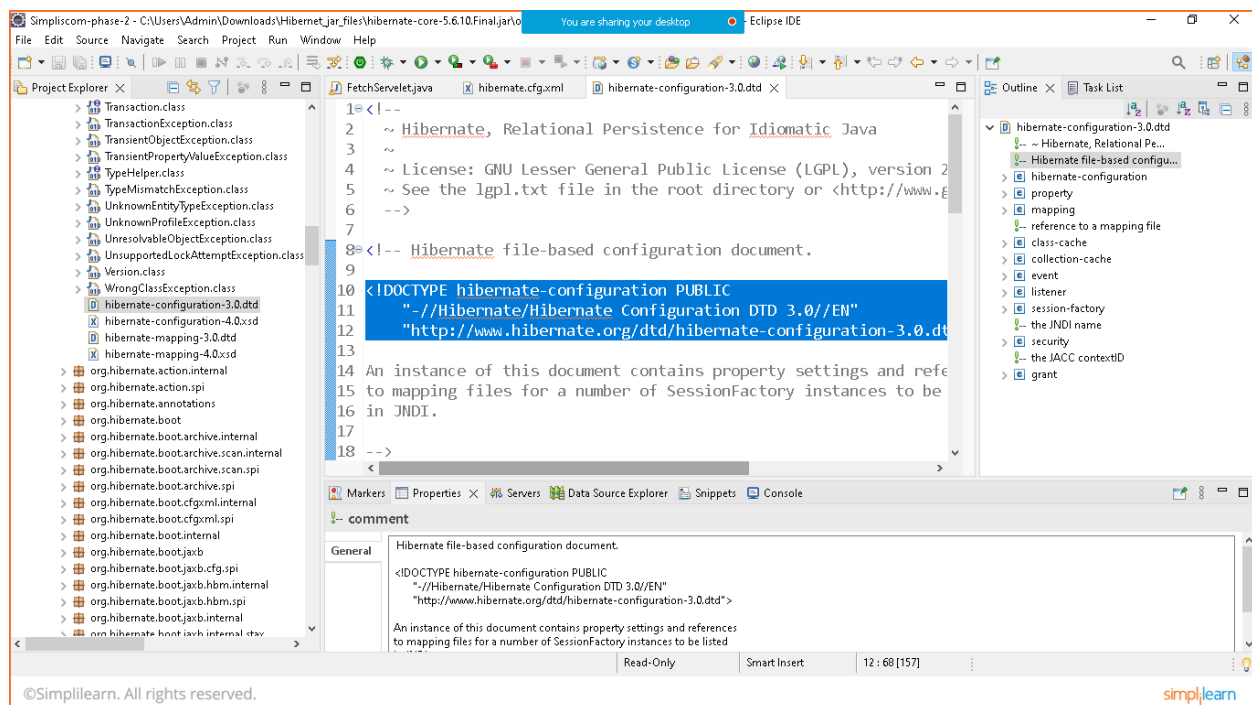 Simpliscom-phase-2 - C:\Users\Admin\Downloads\Hibernet_jar_files\hibernate-core-5.6.10.Final.jar\o
You are sharing your desktop
- Eclipse IDE
File Edit Source Navigate Search Project Run Window Help
Project Explorer
Transaction.class
TransactionException.class
TransientObjectException.class
TransientPropertyValueException.class
TypeHelper.class
TypeMismatchException.class
UnknownEntityTypeException.class
UnknownProfileException.class
UnresolvableObjectException.class
UnsupportedLockAttemptException.class
Version.class
WrongClassException.class
hibernate-configuration-3.0.dtd
hibernate-configuration-4.0.xsd
hibernate-mapping-3.0.dtd
hibernate-mapping-4.0.xsd
org.hibernate.action.internal
org.hibernate.action.spi
org.hibernate.annotations
org.hibernate.boot
org.hibernate.boot.archive.internal
org.hibernate.boot.archive.scan.internal
org.hibernate.boot.archive.scan.spi
org.hibernate.boot.archive.spi
org.hibernate.boot.cfgxml.internal
org.hibernate.boot.cfgxml.spi
org.hibernate.boot.internal
org.hibernate.boot.jaxb
org.hibernate.boot.jaxb.cfg.spi
org.hibernate.boot.jaxb.hbm.internal
org.hibernate.boot.jaxb.hbm.spi
org.hibernate.boot.jaxb.internal
org.hibernate.boot.jaxb.internal.stax
FetchServelet.java hibernate.cfg.xml hibernate-configuration-3.0.dtd
1 <!--
2 ~ Hibernate, Relational Persistence for Idiomatic Java
3 ~
4 ~ License: GNU Lesser General Public License (LGPL), version 2
5 ~ See the lgpl.txt file in the root directory or <http://www.g
6 -->
7
8 <!-- Hibernate file-based configuration document.
9
10 <!DOCTYPE hibernate-configuration PUBLIC
11 "-//Hibernate/Hibernate Configuration DTD 3.0//EN"
12 "http://www.hibernate.org/dtd/hibernate-configuration-3.0.dt
13
14 An instance of this document contains property settings and refe
15 to mapping files for a number of SessionFactory instances to be
16 in JNDI.
17
18 -->
Outline Task List
hibernate-configuration-3.0.dtd
!-- ~ Hibernate, Relational Pe...
!-- Hibernate file-based configu...
hibernate-configuration
property
mapping
!-- reference to a mapping file
class-cache
collection-cache
event
listener
session-factory
!-- the JNDI name
security
!-- the JACC contextID
grant
Markers Properties Servers Data Source Explorer Snippets Console
!-- comment
General
Hibernate file-based configuration document.
<!DOCTYPE hibernate-configuration PUBLIC
"-//Hibernate/Hibernate Configuration DTD 3.0//EN"
"http://www.hibernate.org/dtd/hibernate-configuration-3.0.dtd">
An instance of this document contains property settings and references
to mapping files for a number of SessionFactory instances to be listed
Read-Only Smart Insert 12 : 68 [157]
©Simplilearn. All rights reserved.
simplilearn